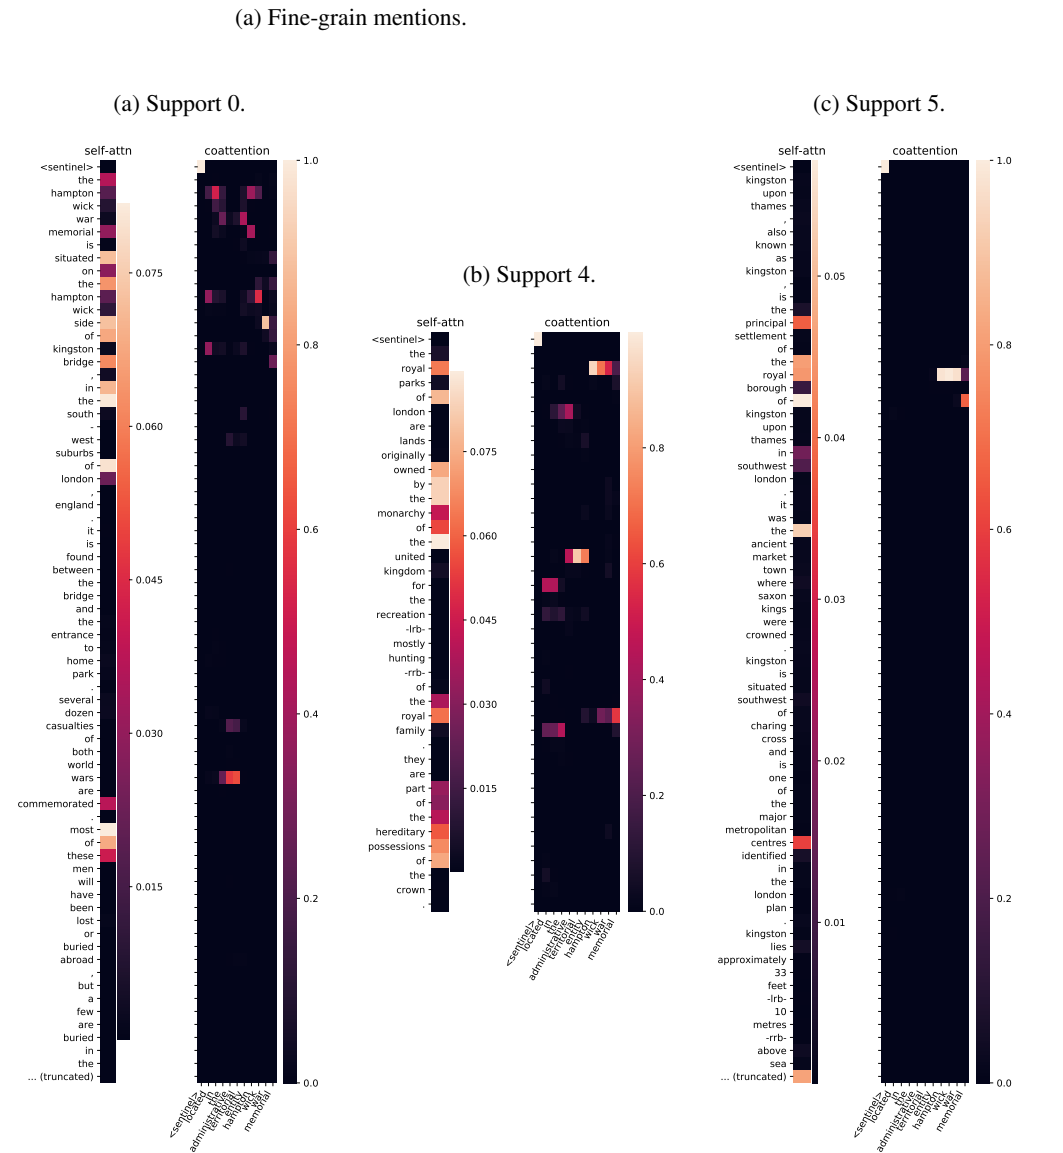 (a) Fine-grain mentions.
(a) Support 0.
self-attn
coattention
<sentinel>
the
hampton
wick
war
memorial
is
situated
on
the
hampton
wick
side
of
kingston
bridge
,
in
the
south
-
west
suburbs
of
london
,
england
.
it
is
found
between
the
bridge
and
the
entrance
to
home
park
.
several
dozen
casualties
of
both
world
wars
are
commemorated
.
most
of
these
men
will
have
been
lost
or
buried
abroad
,
but
a
few
are
buried
in
the
... (truncated)
0.075
0.060
0.045
0.030
0.015
1.0
0.8
0.6
0.4
0.2
0.0
<sentinel>
located
in
the
administrative
territorial
entity
hampton
wick
war
memorial
(b) Support 4.
self-attn
coattention
<sentinel>
the
royal
parks
of
london
are
lands
originally
owned
by
the
monarchy
of
the
united
kingdom
for
the
recreation
-lrb-
mostly
hunting
-rrb-
of
the
royal
family
.
they
are
part
of
the
hereditary
possessions
of
the
crown
.
0.075
0.060
0.045
0.030
0.015
0.8
0.6
0.4
0.2
0.0
<sentinel>
located
in
the
administrative
territorial
entity
hampton
wick
war
memorial
(c) Support 5.
self-attn
coattention
<sentinel>
kingston
upon
thames
,
also
known
as
kingston
,
is
the
principal
settlement
of
the
royal
borough
of
kingston
upon
thames
in
southwest
london
.
it
was
the
ancient
market
town
where
saxon
kings
were
crowned
.
kingston
is
situated
southwest
of
charing
cross
and
is
one
of
the
major
metropolitan
centres
identified
in
the
london
plan
.
kingston
lies
approximately
33
feet
-lrb-
10
metres
-rrb-
above
sea
... (truncated)
0.05
0.04
0.03
0.02
0.01
1.0
0.8
0.6
0.4
0.2
0.0
<sentinel>
located
in
the
administrative
territorial
entity
hampton
wick
war
memorial